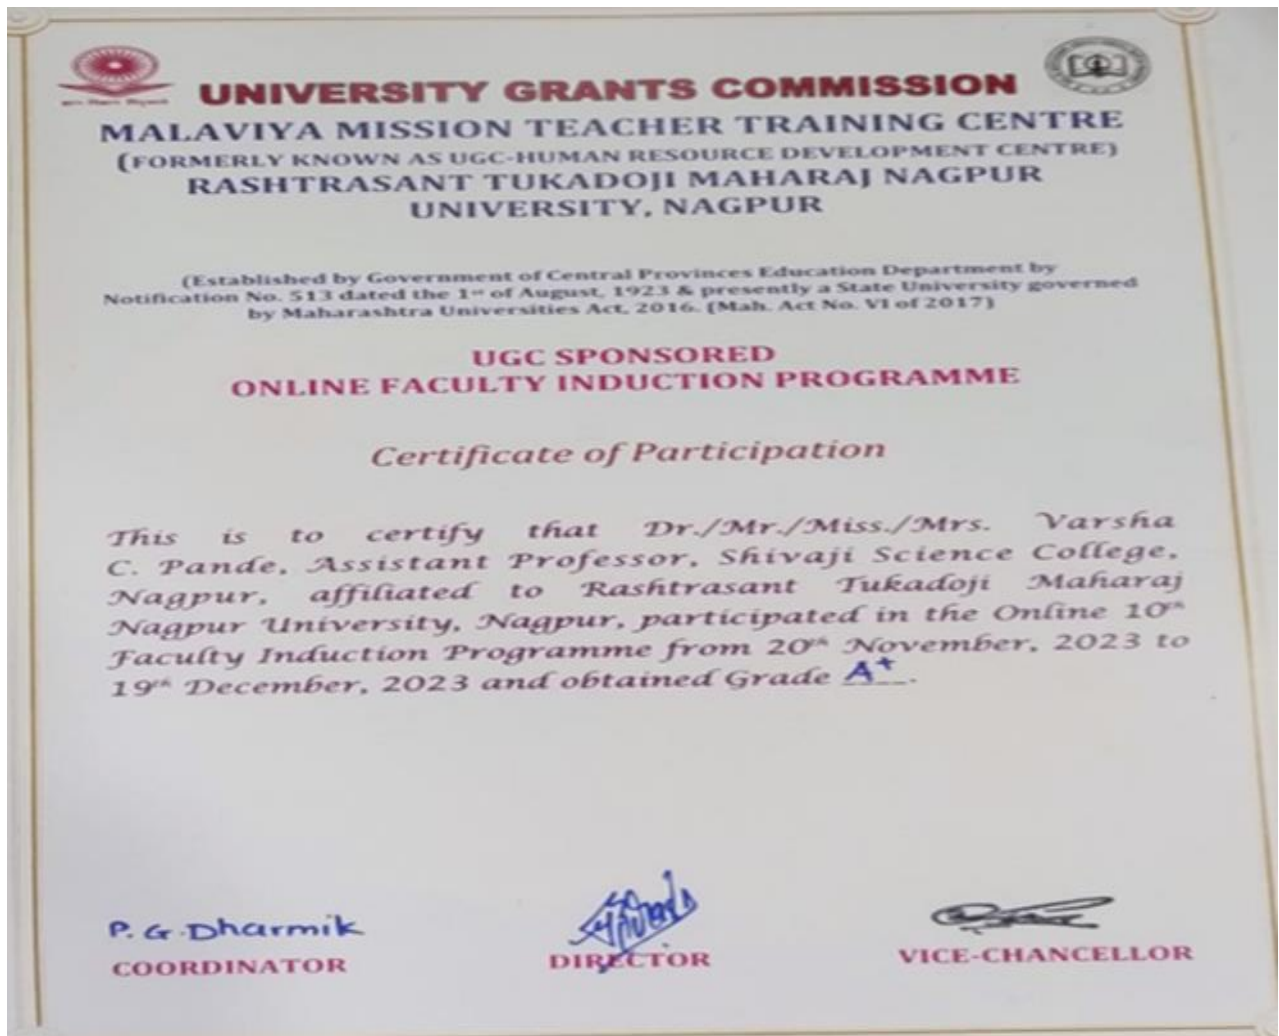 UNIVERSITY GRANTS COMMISSION
MALAVIYA MISSION TEACHER TRAINING CENTRE
(FORMERLY KNOWN AS UGC-HUMAN RESOURCE DEVELOPMENT CENTRE)
RASHTRASANT TUKADOJI MAHARAJ NAGPUR
UNIVERSITY, NAGPUR
(Established by Government of Central Provinces Education Department by
Notification No. 513 dated the 1st of August, 1923 & presently a State University governed
by Maharashtra Universities Act, 2016. (Mah. Act No. VI of 2017)
UGC SPONSORED
ONLINE FACULTY INDUCTION PROGRAMME
Certificate of Participation
This is to certify that Dr./Mr./Miss./Mrs. Varsha
C. Pande, Assistant Professor, Shivaji Science College,
Nagpur, affiliated to Rashtrasant Tukadoji Maharaj
Nagpur University, Nagpur, participated in the Online 10th
Faculty Induction Programme from 20th November, 2023 to
19th December, 2023 and obtained Grade A+.
P. G. Dharmik
COORDINATOR
DIRECTOR
VICE-CHANCELLOR